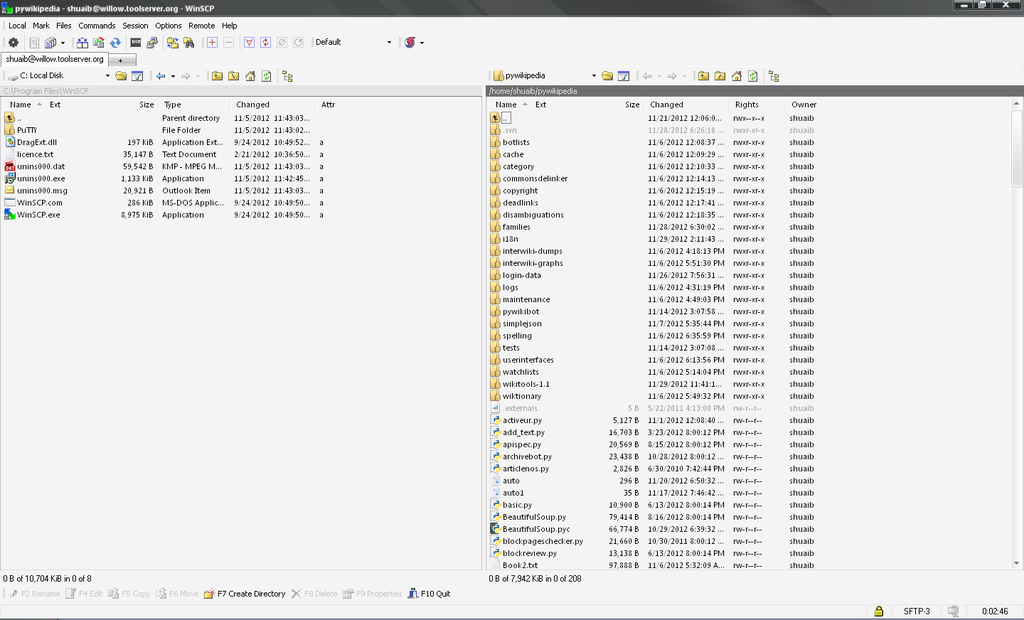 pywikipedia - shuaib@willow.toolserver.org - WinSCP
Local Mark Files Commands Session Options Remote Help
Default
shuaib@willow.toolserver.org
C: Local Disk pywikipedia
C:\Program Files\WinSCP /home/shuaib/pywikipedia
Name Ext Size Type Changed Attr
.. Parent directory 11/5/2012 11:43:03...
PuTTY File Folder 11/5/2012 11:43:02...
DragExt.dll 197 KiB Application Ext... 9/24/2012 10:49:52... a
licence.txt 35,147 B Text Document 2/21/2012 10:36:50... a
unins000.dat 59,542 B KMP - MPEG M... 11/5/2012 11:43:03... a
unins000.exe 1,133 KiB Application 11/5/2012 11:42:45... a
unins000.msg 20,921 B Outlook Item 11/5/2012 11:43:03... a
WinSCP.com 286 KiB MS-DOS Applic... 9/24/2012 10:49:50... a
WinSCP.exe 8,975 KiB Application 9/24/2012 10:49:50... a
Name Ext Size Changed Rights Owner
.. 11/21/2012 12:06:0... rwx--x--x shuaib
.svn 11/28/2012 6:26:18 ... rwxr-xr-x shuaib
botlists 11/6/2012 12:08:37 ... rwxr-xr-x shuaib
cache 11/6/2012 12:09:29 ... rwxr-xr-x shuaib
category 11/6/2012 12:10:33 ... rwxr-xr-x shuaib
commonsdelinker 11/6/2012 12:14:13 ... rwxr-xr-x shuaib
copyright 11/6/2012 12:15:19 ... rwxr-xr-x shuaib
deadlinks 11/6/2012 12:17:41 ... rwxr-xr-x shuaib
disambiguations 11/6/2012 12:18:35 ... rwxr-xr-x shuaib
families 11/28/2012 6:30:02 ... rwxr-xr-x shuaib
i18n 11/29/2012 2:11:43 ... rwxr-xr-x shuaib
interwiki-dumps 11/6/2012 4:18:13 PM rwxr-xr-x shuaib
interwiki-graphs 11/6/2012 5:51:30 PM rwxr-xr-x shuaib
login-data 11/26/2012 7:56:31 ... rwxr-xr-x shuaib
logs 11/6/2012 4:31:19 PM rwxr-xr-x shuaib
maintenance 11/6/2012 4:49:03 PM rwxr-xr-x shuaib
pywikibot 11/14/2012 3:07:58 ... rwxr-xr-x shuaib
simplejson 11/7/2012 5:35:44 PM rwxr-xr-x shuaib
spelling 11/6/2012 6:35:59 PM rwxr-xr-x shuaib
tests 11/14/2012 3:07:08 ... rwxr-xr-x shuaib
userinterfaces 11/6/2012 6:13:56 PM rwxr-xr-x shuaib
watchlists 11/6/2012 5:14:04 PM rwxr-xr-x shuaib
wikitools-1.1 11/29/2012 11:41:1... rwxr-xr-x shuaib
wiktionary 11/6/2012 5:49:32 PM rwxr-xr-x shuaib
.externals 5 B 5/22/2011 4:13:00 PM rw-r--r-- shuaib
activeur.py 5,127 B 11/1/2012 12:08:40 ... rw-r--r-- shuaib
add_text.py 16,703 B 3/23/2012 8:00:12 PM rw-r--r-- shuaib
apispec.py 20,569 B 8/15/2012 8:00:12 PM rw-r--r-- shuaib
archivebot.py 23,438 B 10/28/2012 8:00:12 ... rw-r--r-- shuaib
articlenos.py 2,826 B 6/30/2010 7:42:44 PM rw-r--r-- shuaib
auto 296 B 11/20/2012 6:50:32 ... rw-r--r-- shuaib
auto1 35 B 11/17/2012 7:46:42 ... rw-r--r-- shuaib
basic.py 10,900 B 6/13/2012 8:00:14 PM rw-r--r-- shuaib
BeautifulSoup.py 79,414 B 8/16/2012 8:00:14 PM rw-r--r-- shuaib
BeautifulSoup.pyc 66,774 B 10/29/2012 6:39:32 ... rw-r--r-- shuaib
blockpageschecker.py 21,660 B 10/30/2011 8:00:12 ... rw-r--r-- shuaib
blockreview.py 13,138 B 6/13/2012 8:00:14 PM rw-r--r-- shuaib
Book2.txt 97,888 B 11/6/2012 5:32:09 A... rw-r--r-- shuaib
0 B of 10,704 KiB in 0 of 8 0 B of 7,942 KiB in 0 of 208
F2 Rename F4 Edit F5 Copy F6 Move F7 Create Directory F8 Delete F9 Properties F10 Quit
SFTP-3 0:02:46